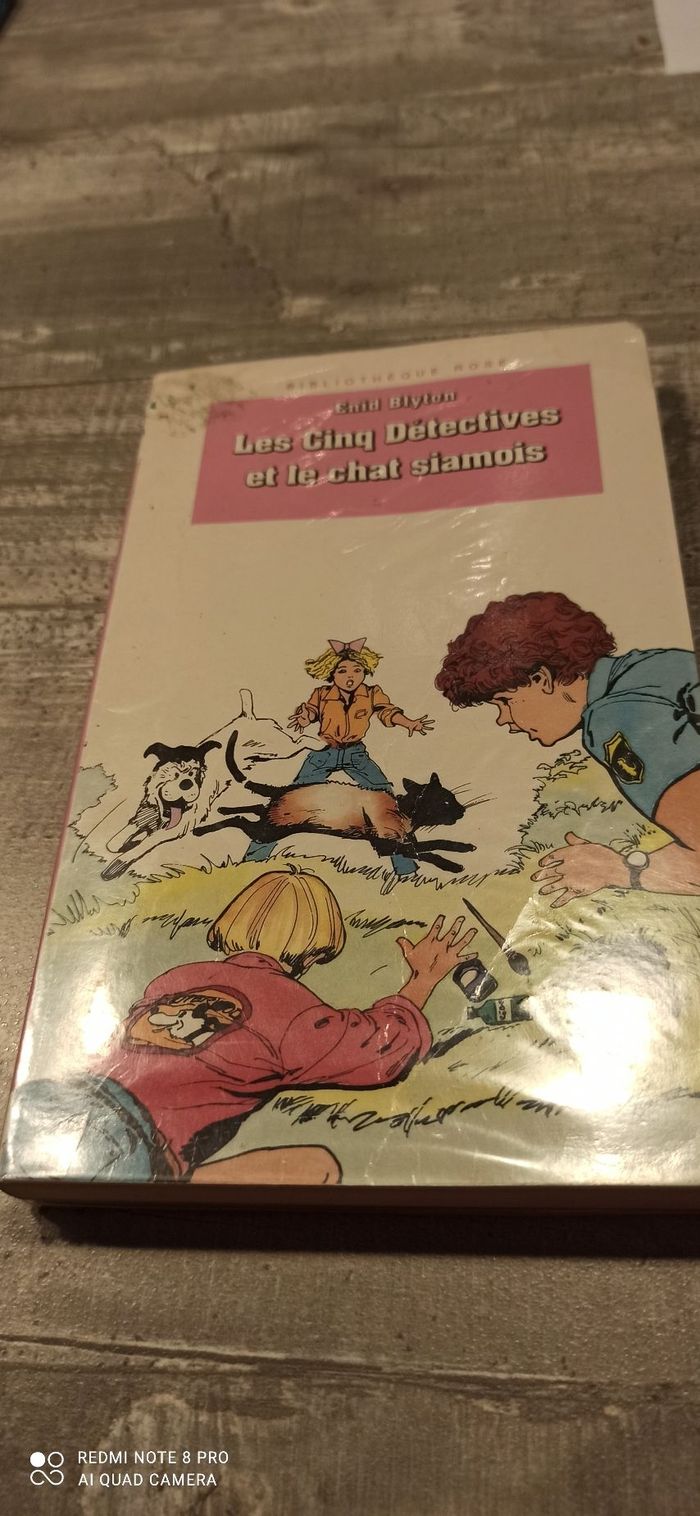 BIBLIOTHÈQUE ROSE
Enid Blyton
Les Cinq Détectives
et le chat siamois
REDMI NOTE 8 PRO
AI QUAD CAMERA